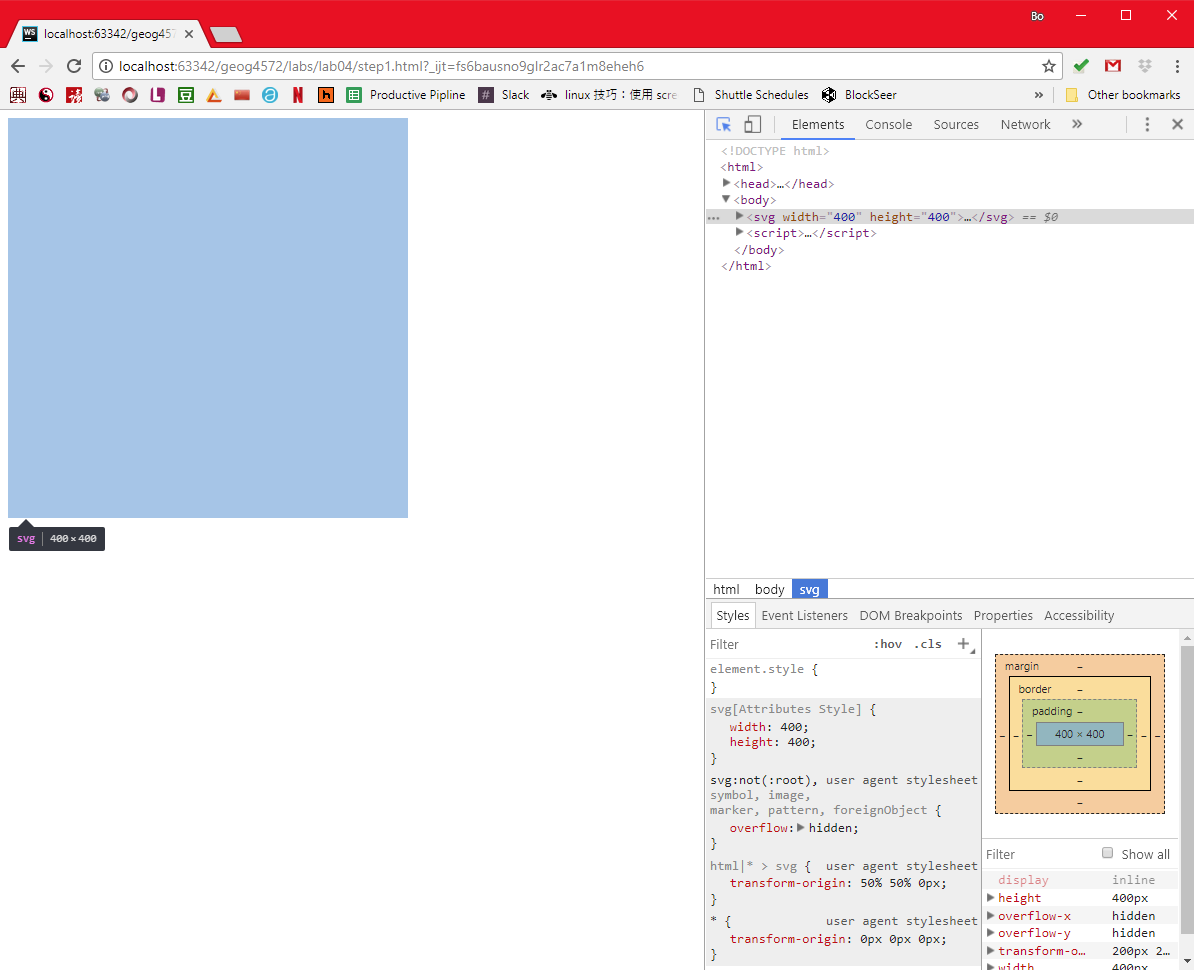 Bo
WS localhost:63342/geog457
localhost:63342/geog4572/labs/lab04/step1.html?_ijt=fs6bausno9glr2ac7a1m8eheh6
典 L 豆 N h Productive Pipline # Slack linux 技巧：使用 scre Shuttle Schedules BlockSeer » Other bookmarks
Elements Console Sources Network »
<!DOCTYPE html>
<html>
<head>…</head>
<body>
<svg width="400" height="400">…</svg> == $0
<script>…</script>
</body>
</html>
svg 400 × 400
html body svg
Styles Event Listeners DOM Breakpoints Properties Accessibility
Filter :hov .cls +
element.style {
}
svg[Attributes Style] {
width: 400;
height: 400;
}
svg:not(:root), user agent stylesheet
symbol, image,
marker, pattern, foreignObject {
overflow: hidden;
}
html|* > svg { user agent stylesheet
transform-origin: 50% 50% 0px;
}
* { user agent stylesheet
transform-origin: 0px 0px 0px;
}
margin –
border –
padding –
– – – 400 × 400 – – –
–
–
–
Filter Show all
display inline
height 400px
overflow-x hidden
overflow-y hidden
transform-o… 200px 2…
width 400px